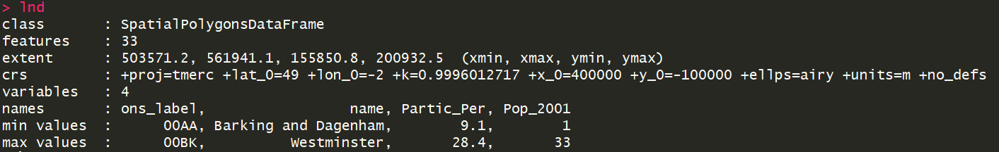 > lnd
class       : SpatialPolygonsDataFrame
features    : 33
extent      : 503571.2, 561941.1, 155850.8, 200932.5  (xmin, xmax, ymin, ymax)
crs         : +proj=tmerc +lat_0=49 +lon_0=-2 +k=0.9996012717 +x_0=400000 +y_0=-100000 +ellps=airy +units=m +no_defs
variables   : 4
names       : ons_label,                 name, Partic_Per, Pop_2001
min values  :      00AA, Barking and Dagenham,        9.1,        1
max values  :      00BK,          Westminster,       28.4,       33